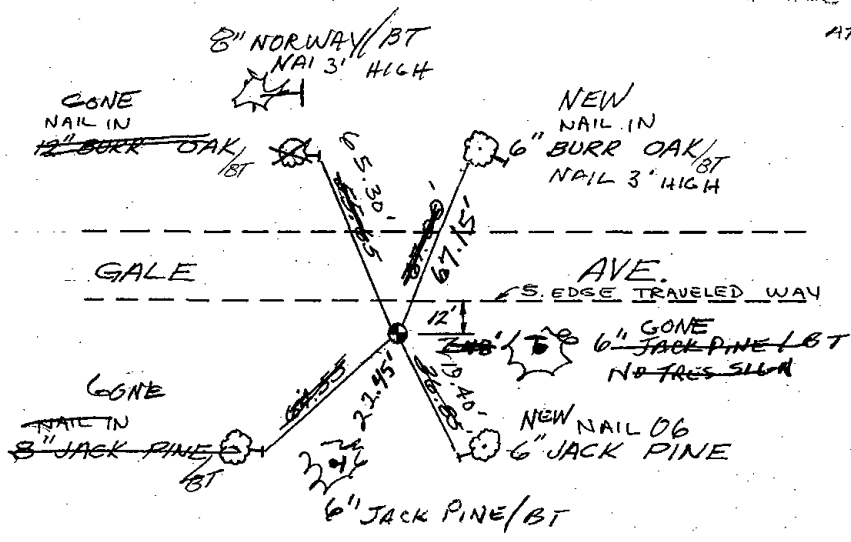 8" NORWAY/BT
NAI 3' HIGH
GONE
NAIL IN
12" BURR OAK/BT
NEW
NAIL IN
6" BURR OAK/BT
NAIL 3' HIGH
65.30'
67.15'
GALE AVE.
S. EDGE TRAVELED WAY
12'
GONE
6" JACK PINE / BT
NO TRES SIGN
GONE
NAIL IN
8" JACK PINE/BT
22.45'
19.40'
26.85'
NEW NAIL 06
6" JACK PINE
6" JACK PINE/BT